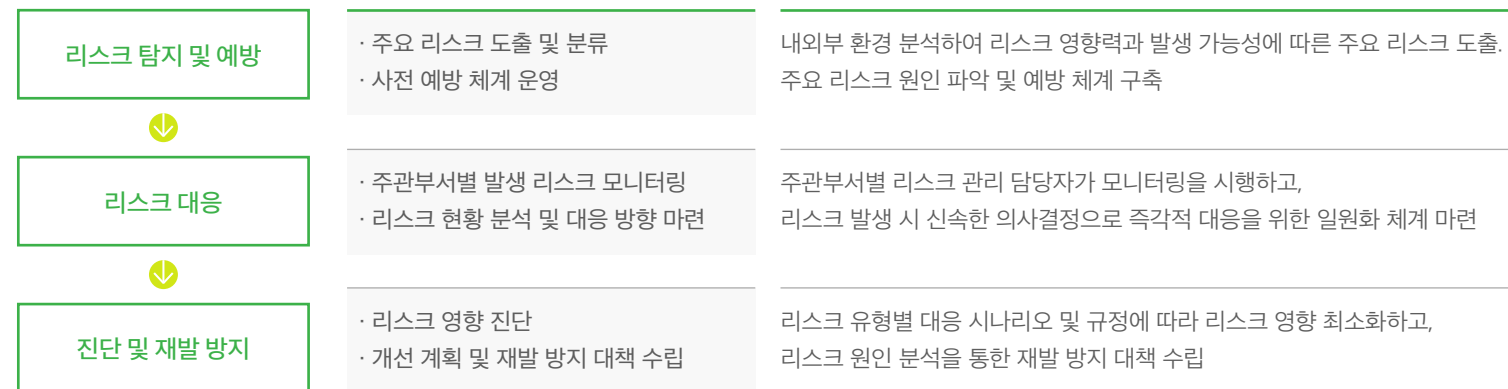 리스크 탐지 및 예방
· 주요 리스크 도출 및 분류
· 사전 예방 체계 운영
내외부 환경 분석하여 리스크 영향력과 발생 가능성에 따른 주요 리스크 도출.
주요 리스크 원인 파악 및 예방 체계 구축
리스크 대응
· 주관부서별 발생 리스크 모니터링
· 리스크 현황 분석 및 대응 방향 마련
주관부서별 리스크 관리 담당자가 모니터링을 시행하고,
리스크 발생 시 신속한 의사결정으로 즉각적 대응을 위한 일원화 체계 마련
진단 및 재발 방지
· 리스크 영향 진단
· 개선 계획 및 재발 방지 대책 수립
리스크 유형별 대응 시나리오 및 규정에 따라 리스크 영향 최소화하고,
리스크 원인 분석을 통한 재발 방지 대책 수립